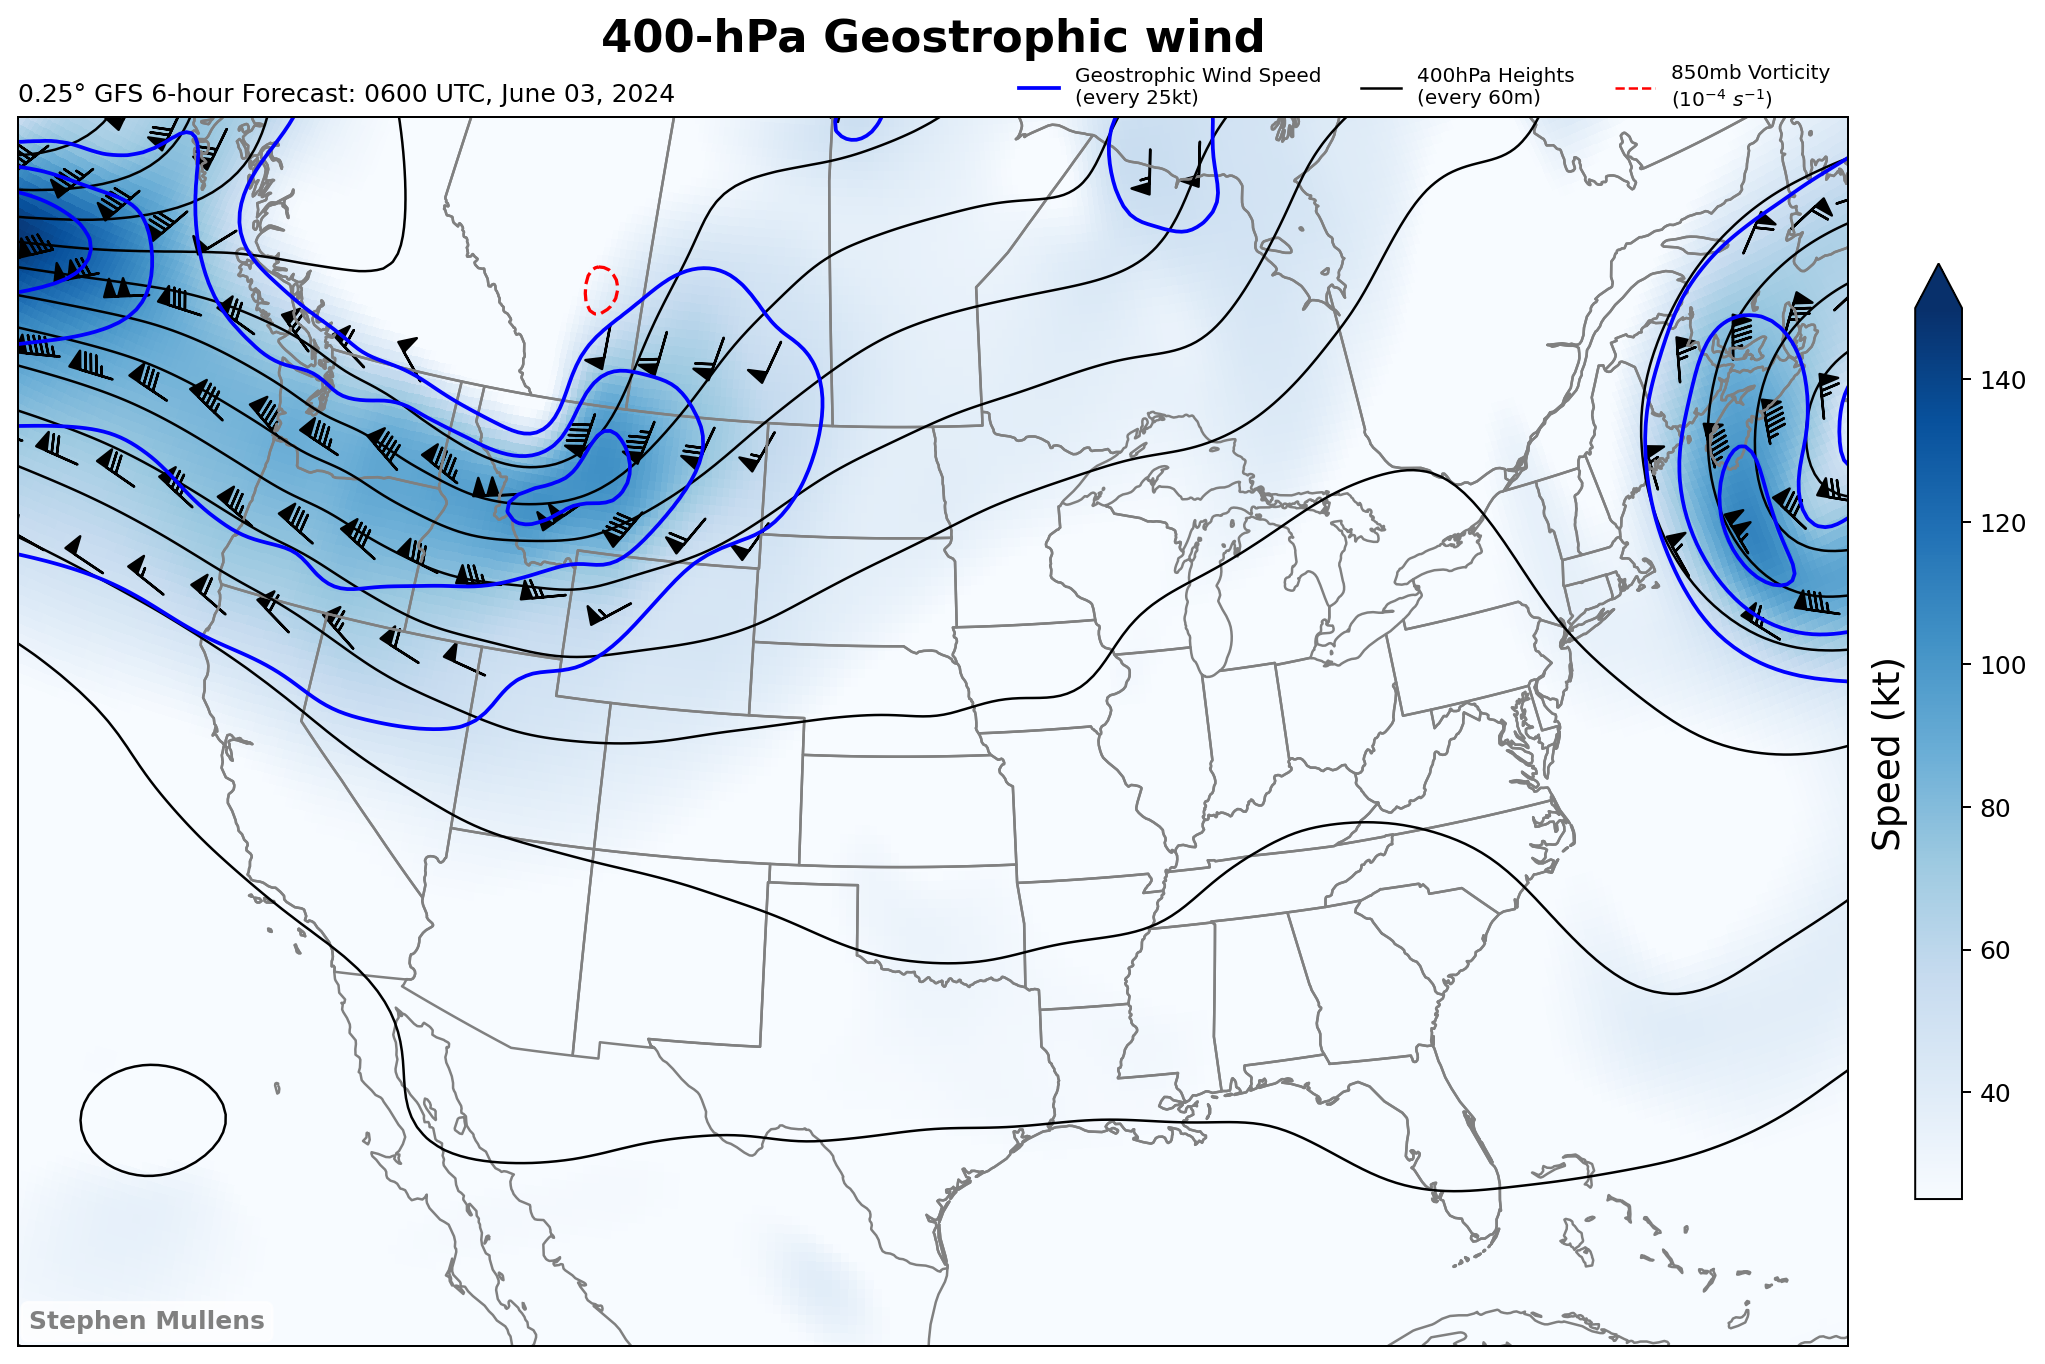 400-hPa Geostrophic wind
0.25° GFS 6-hour Forecast: 0600 UTC, June 03, 2024
Geostrophic Wind Speed
(every 25kt)
400hPa Heights
(every 60m)
850mb Vorticity
(10⁻⁴ s⁻¹)
140
120
100
80
60
40
Speed (kt)
Stephen Mullens